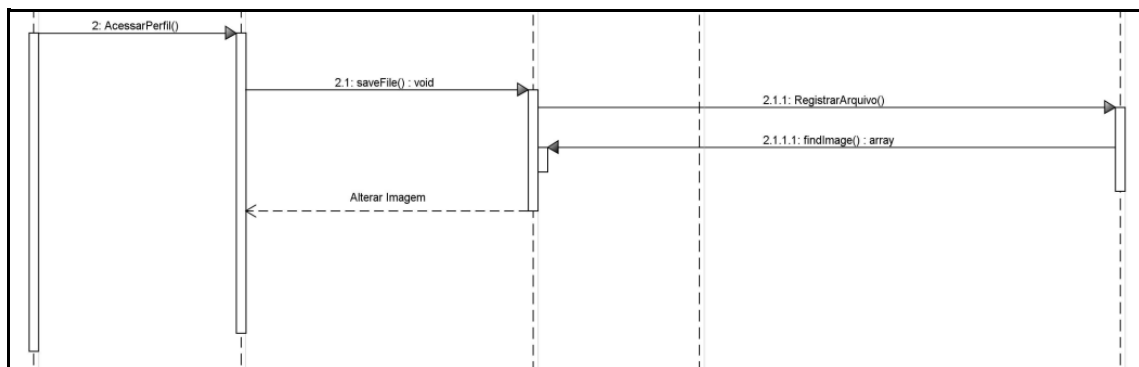 2: AcessarPerfil()
2.1: saveFile() : void
2.1.1: RegistrarArquivo()
2.1.1.1: findImage() : array
Alterar Imagem